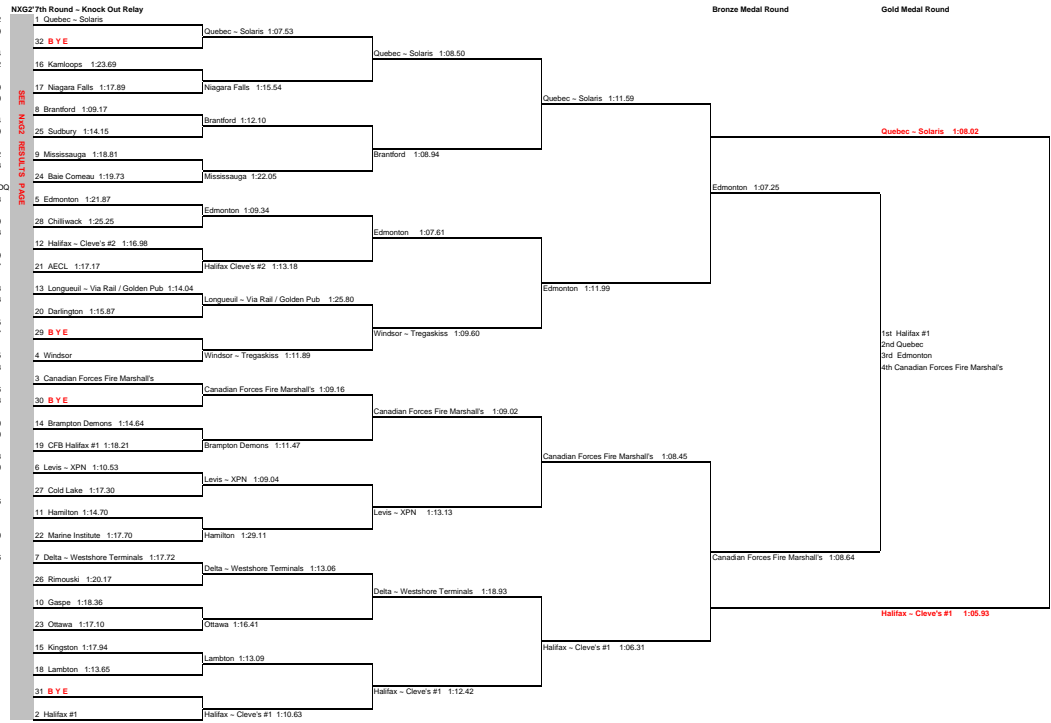 NXG2'7th Round ~ Knock Out Relay
Bronze Medal Round
Gold Medal Round
SEE NxG2 RESULTS PAGE
1 Quebec ~ Solaris
32 B Y E
16 Kamloops 1:23.69
17 Niagara Falls 1:17.89
8 Brantford 1:09.17
25 Sudbury 1:14.15
9 Mississauga 1:18.81
24 Baie Comeau 1:19.73
5 Edmonton 1:21.87
28 Chilliwack 1:25.25
12 Halifax ~ Cleve's #2 1:16.98
21 AECL 1:17.17
13 Longueuil ~ Via Rail / Golden Pub 1:14.04
20 Darlington 1:15.87
29 B Y E
4 Windsor
3 Canadian Forces Fire Marshall's
30 B Y E
14 Brampton Demons 1:14.64
19 CFB Halifax #1 1:18.21
6 Levis ~ XPN 1:10.53
27 Cold Lake 1:17.30
11 Hamilton 1:14.70
22 Marine Institute 1:17.70
7 Delta ~ Westshore Terminals 1:17.72
26 Rimouski 1:20.17
10 Gaspe 1:18.36
23 Ottawa 1:17.10
15 Kingston 1:17.94
18 Lambton 1:13.65
31 B Y E
2 Halifax #1
Quebec ~ Solaris 1:07.53
Niagara Falls 1:15.54
Brantford 1:12.10
Mississauga 1:22.05
Edmonton 1:09.34
Halifax Cleve's #2 1:13.18
Longueuil ~ Via Rail / Golden Pub 1:25.80
Windsor ~ Tregaskiss 1:11.89
Canadian Forces Fire Marshall's 1:09.16
Brampton Demons 1:11.47
Levis ~ XPN 1:09.04
Hamilton 1:29.11
Delta ~ Westshore Terminals 1:13.06
Ottawa 1:16.41
Lambton 1:13.09
Halifax ~ Cleve's #1 1:10.63
Quebec ~ Solaris 1:08.50
Brantford 1:08.94
Edmonton 1:07.61
Windsor ~ Tregaskiss 1:09.60
Canadian Forces Fire Marshall's 1:09.02
Levis ~ XPN 1:13.13
Delta ~ Westshore Terminals 1:18.93
Halifax ~ Cleve's #1 1:12.42
Quebec ~ Solaris 1:11.59
Edmonton 1:11.99
Canadian Forces Fire Marshall's 1:08.45
Halifax ~ Cleve's #1 1:06.31
Edmonton 1:07.25
Canadian Forces Fire Marshall's 1:08.64
Quebec ~ Solaris 1:08.02
1st Halifax #1
2nd Quebec
3rd Edmonton
4th Canadian Forces Fire Marshal's
Halifax ~ Cleve's #1 1:05.93